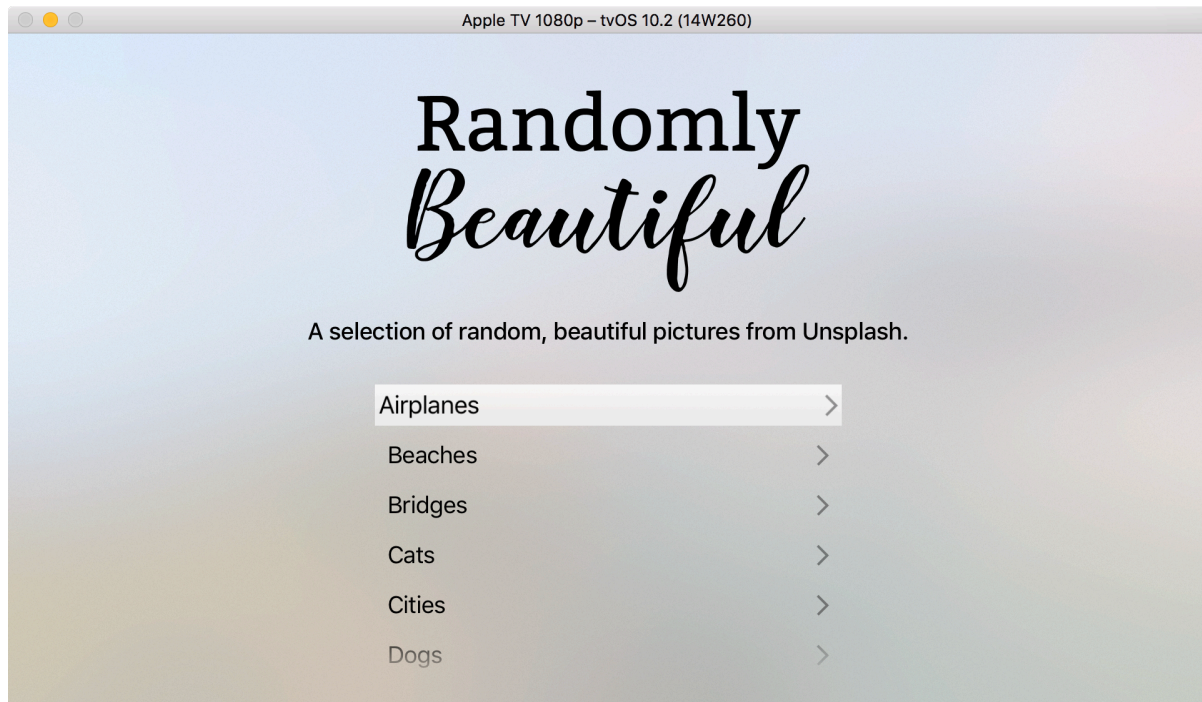 Apple TV 1080p – tvOS 10.2 (14W260)
Randomly
Beautiful
A selection of random, beautiful pictures from Unsplash.
Airplanes
Beaches
Bridges
Cats
Cities
Dogs